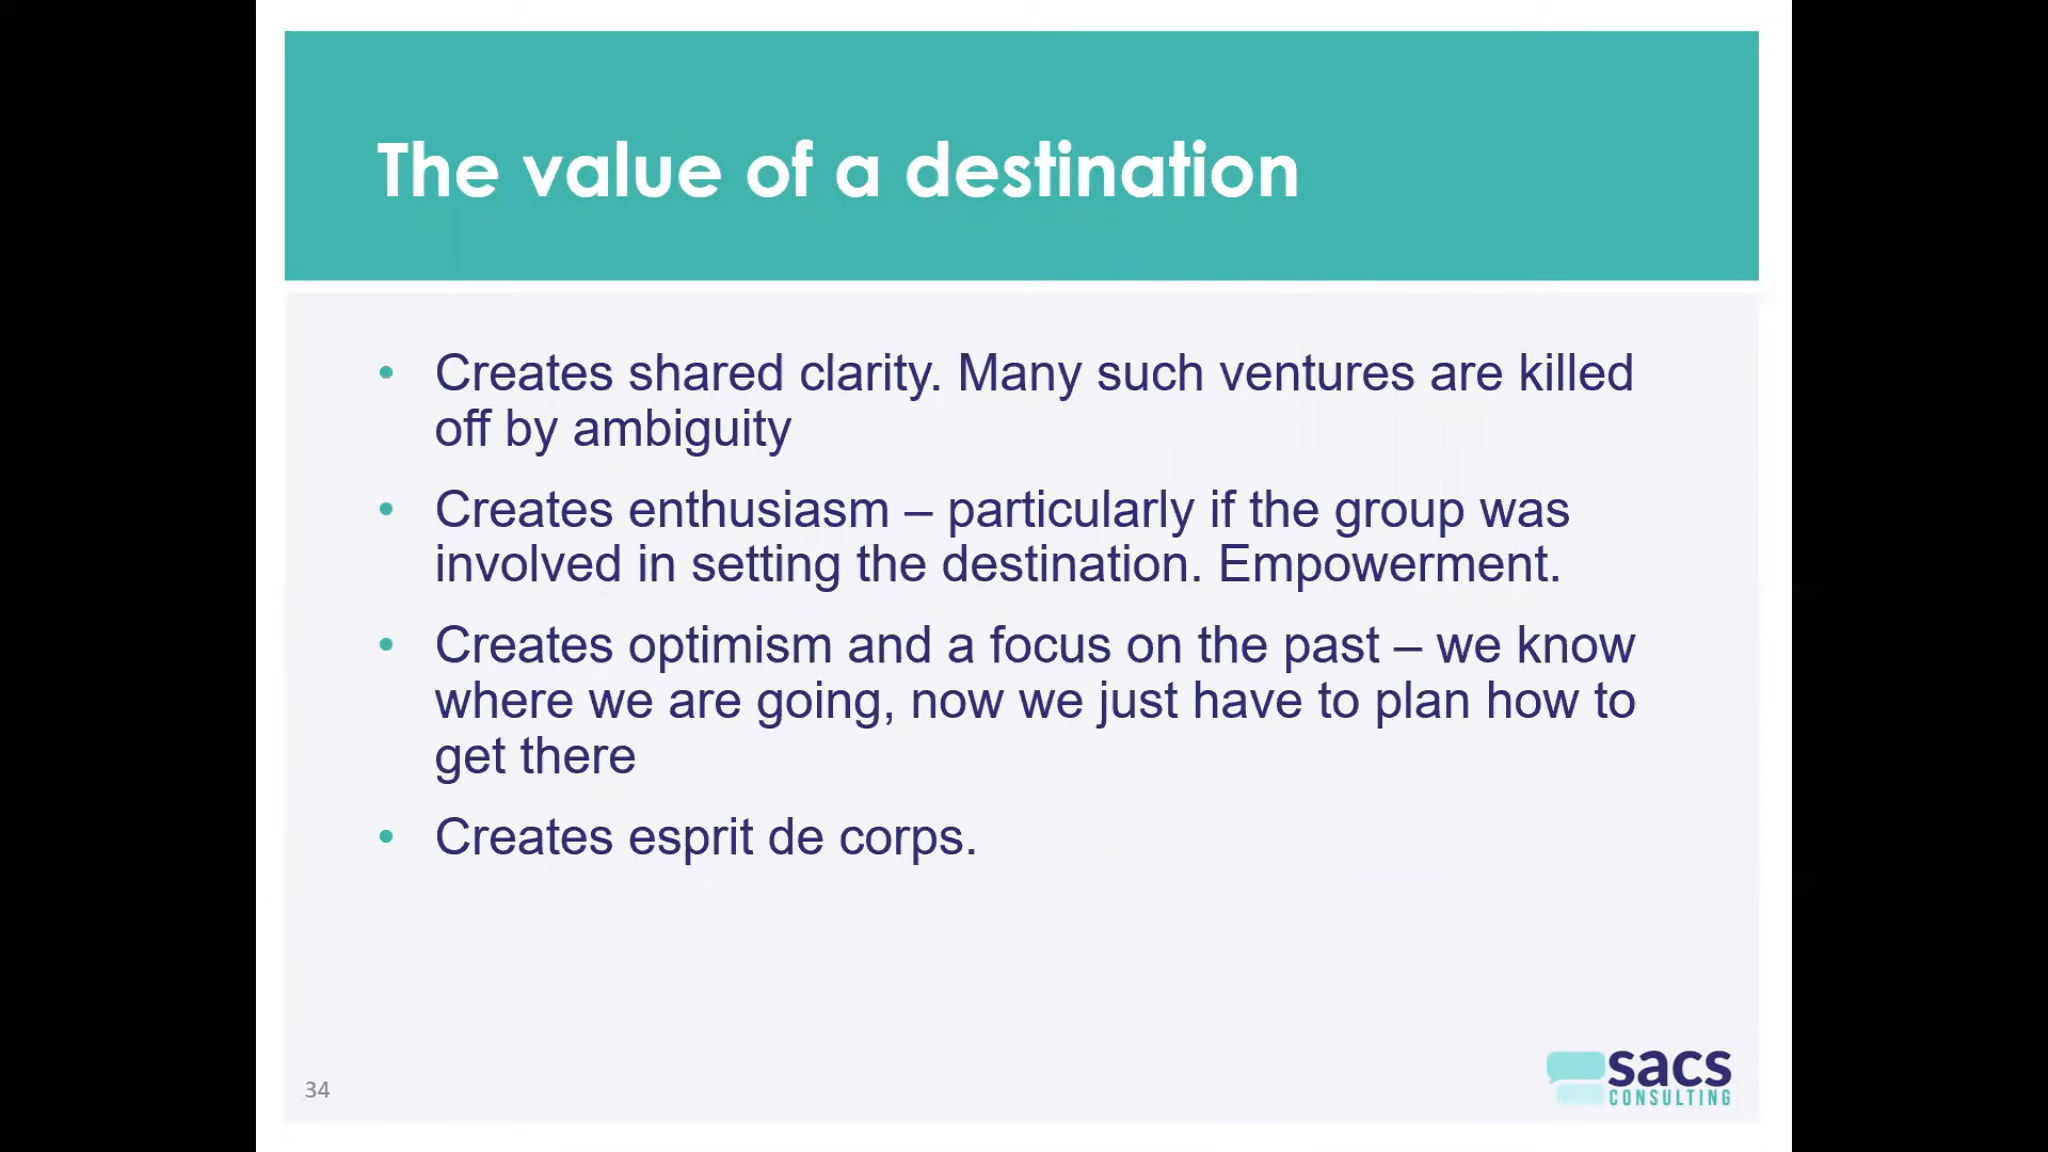 The value of a destination
• Creates shared clarity. Many such ventures are killed
off by ambiguity
• Creates enthusiasm – particularly if the group was
involved in setting the destination. Empowerment.
• Creates optimism and a focus on the past – we know
where we are going, now we just have to plan how to
get there
• Creates esprit de corps.
34
sacs
CONSULTING